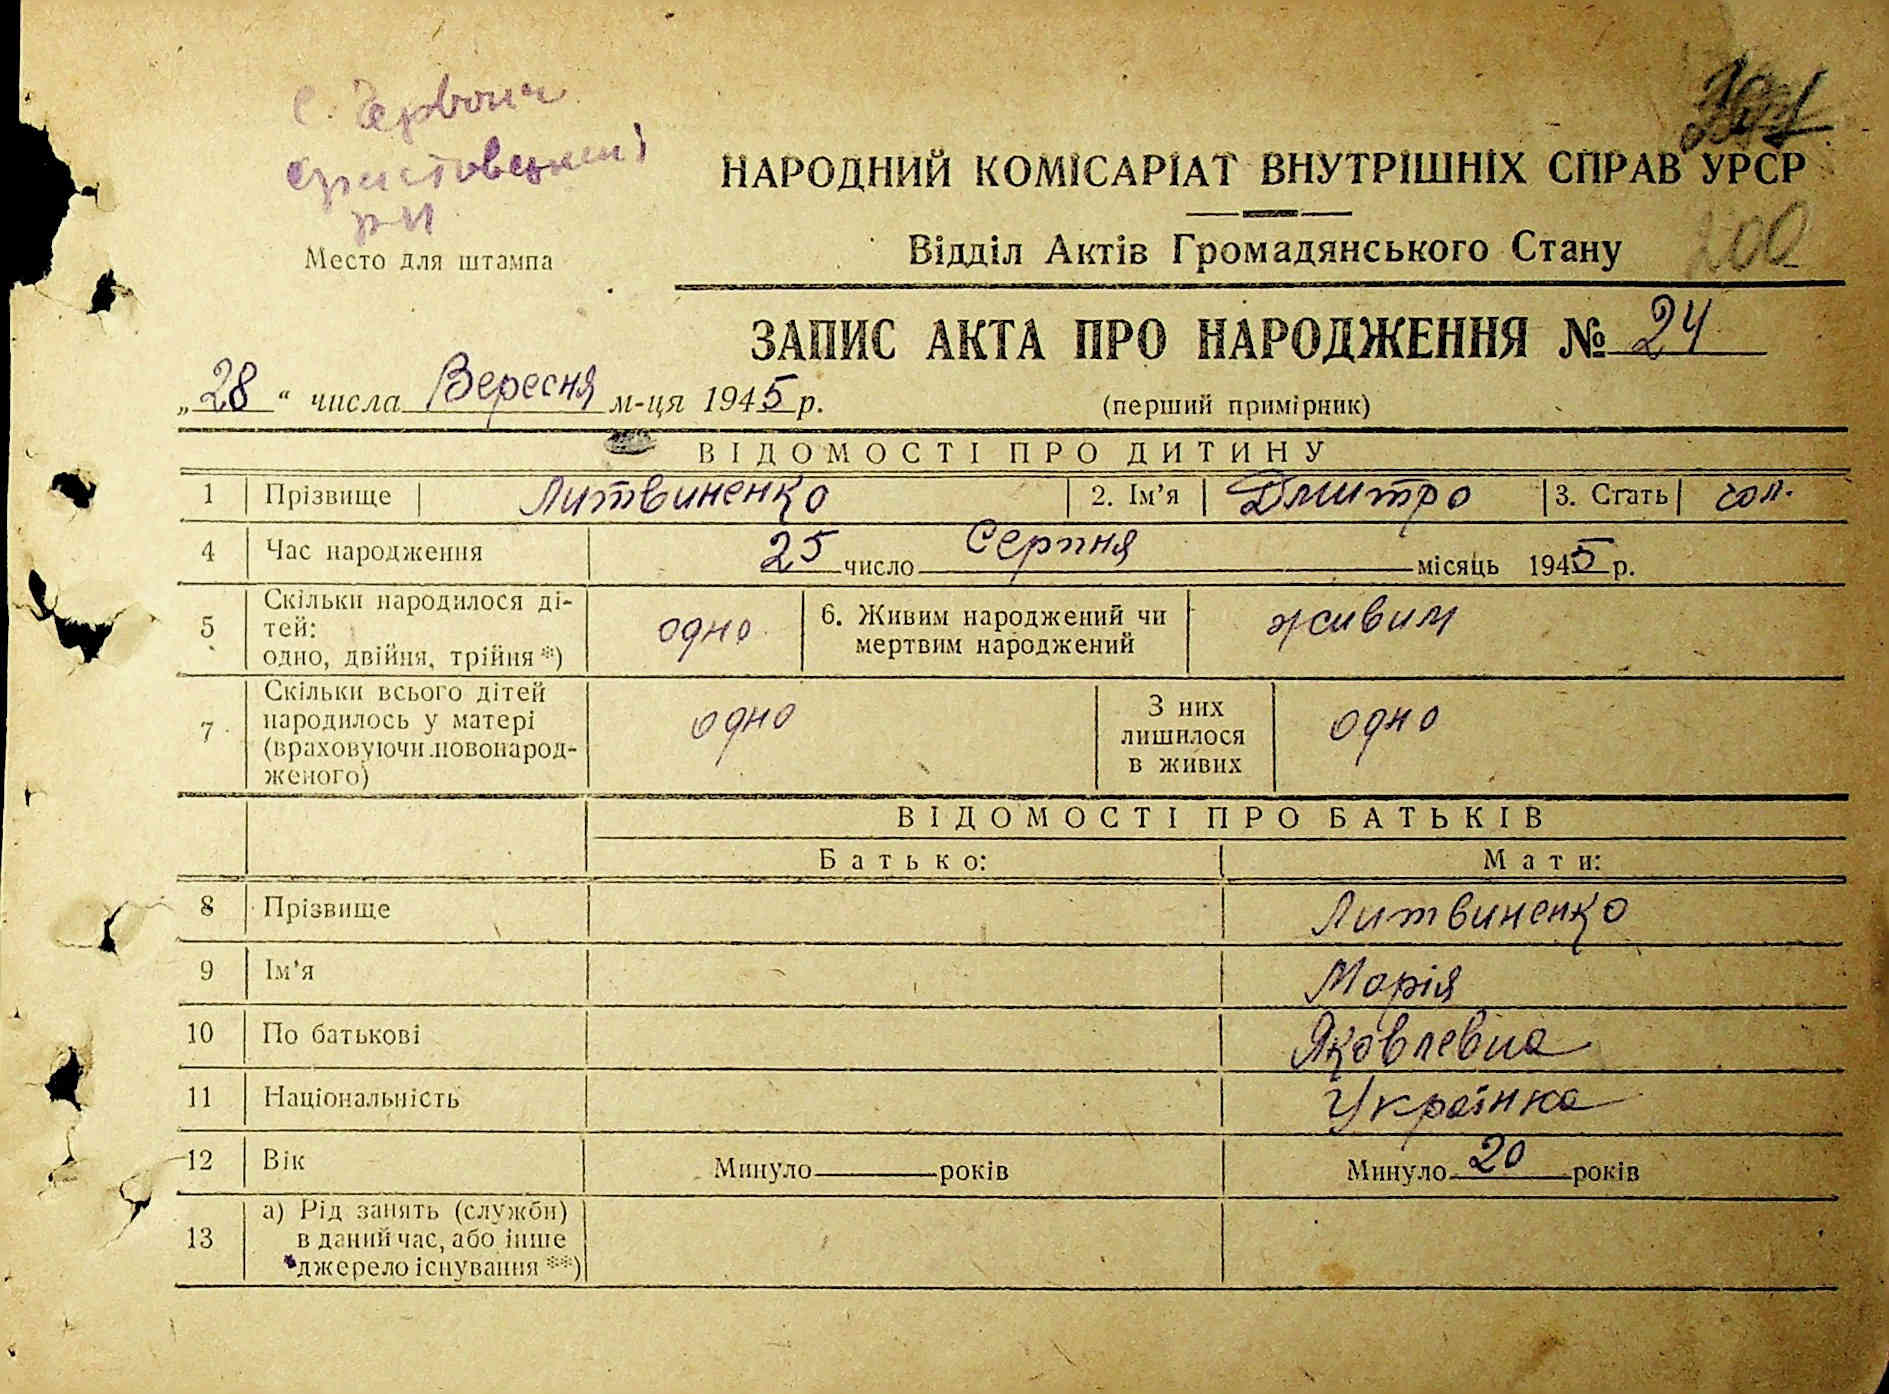 с. Червоне
р-н
Место для штампа
НАРОДНИЙ КОМІСАРІАТ ВНУТРІШНІХ СПРАВ УРСР
200
Відділ Актів Громадянського Стану
ЗАПИС АКТА ПРО НАРОДЖЕННЯ № 24
„28“ числа Вересня м-ця 1945 р.
(перший примірник)
ВІДОМОСТІ ПРО ДИТИНУ
1 Прізвище Литвиненко 2. Ім'я Дмитро 3. Стать чол.
4 Час народження 25 число Серпня місяць 1945 р.
5 Скільки народилося ді-
тей:
одно, двійня, трійня *) одно 6. Живим народжений чи
мертвим народжений живим
7 Скільки всього дітей
народилось у матері
(враховуючи новонарод-
женого) одно З них
лишилося
в живих одно
ВІДОМОСТІ ПРО БАТЬКІВ
Батько: Мати:
8 Прізвище Литвиненко
9 Ім'я Марія
10 По батькові Яковлевна
11 Національність Українка
12 Вік Минуло років Минуло 20 років
13 а) Рід занять (служби)
в даний час, або інше
джерело існування **)